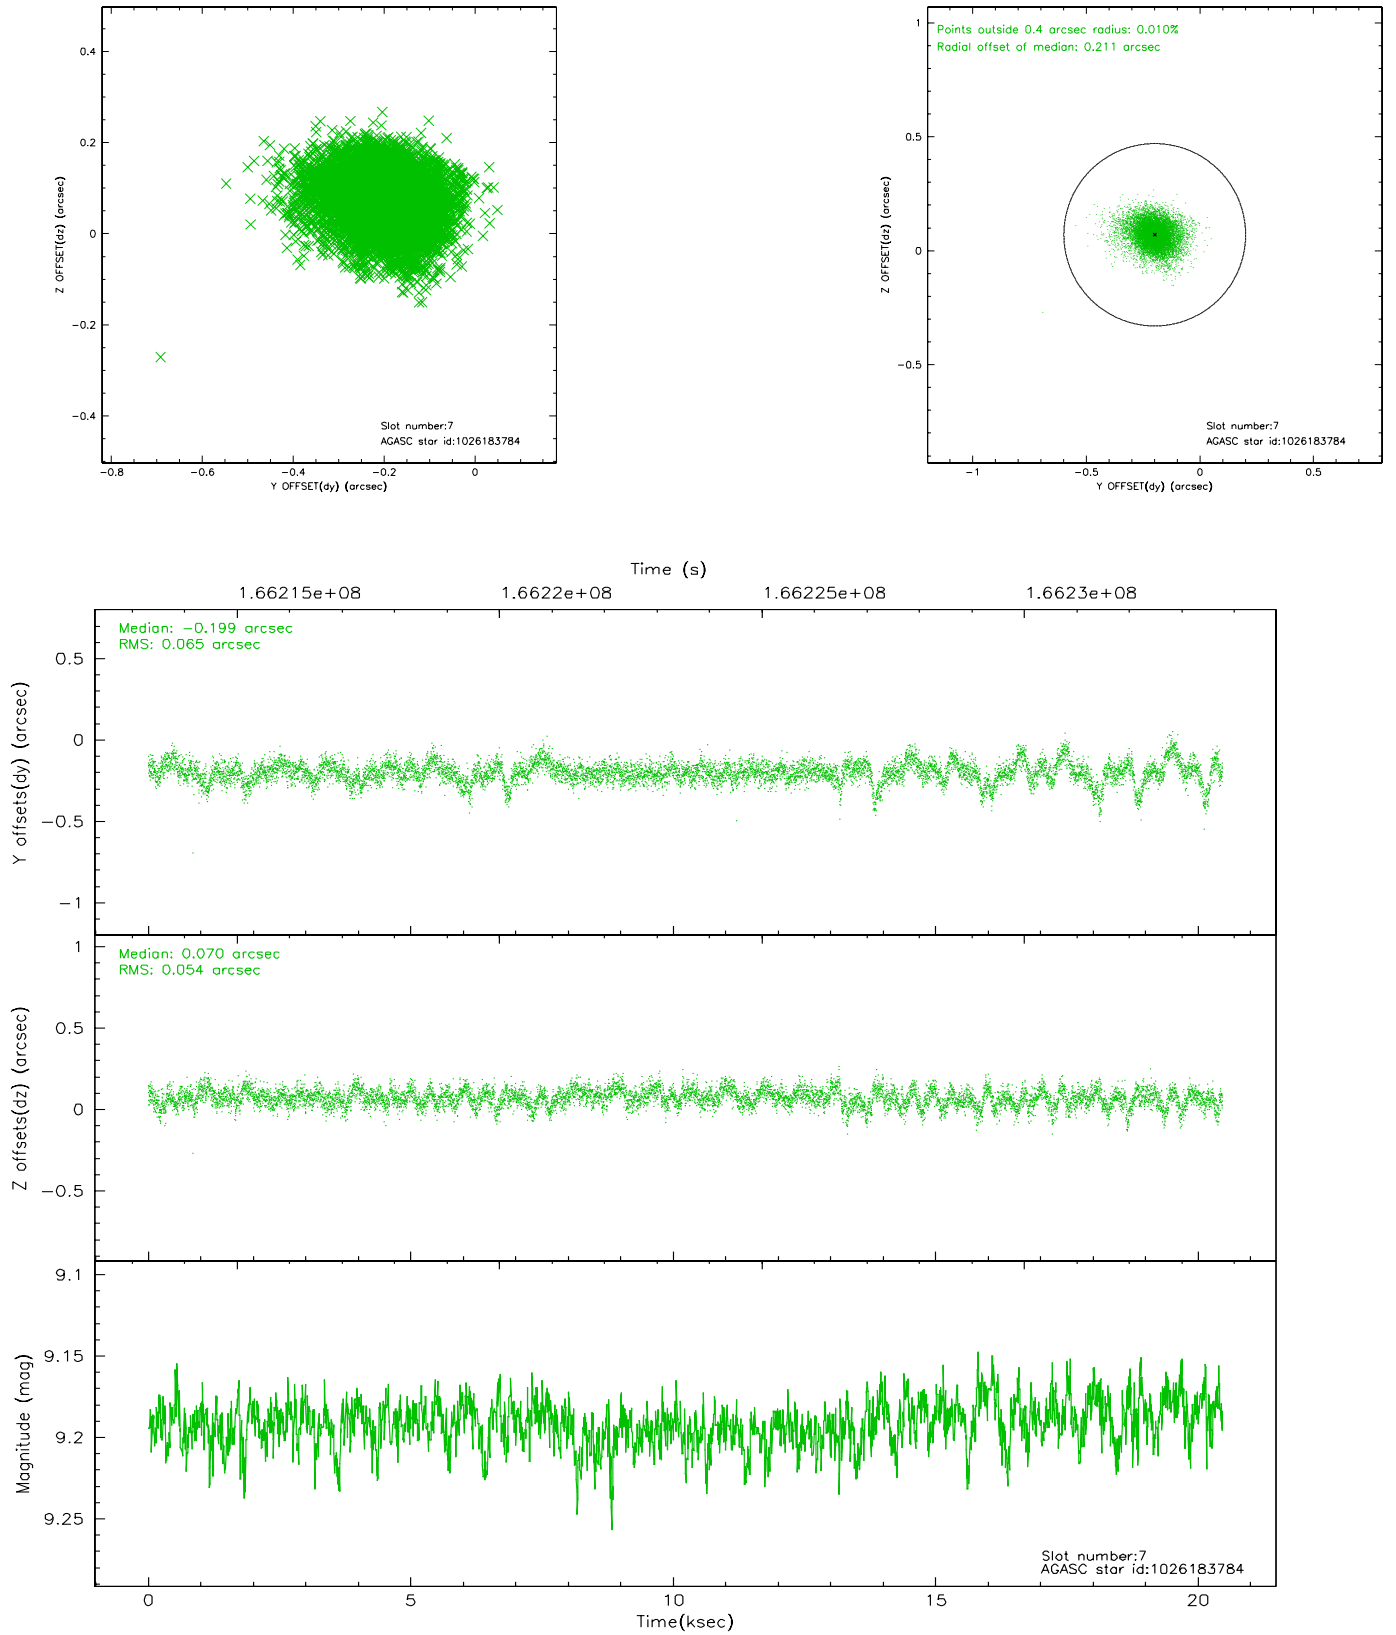 0.4
0.2
0
−0.2
−0.4
Z OFFSET(dz) (arcsec)
Slot number:7
AGASC star id:1026183784
−0.8 −0.6 −0.4 −0.2 0
Y OFFSET(dy) (arcsec)
Points outside 0.4 arcsec radius: 0.010%
Radial offset of median: 0.211 arcsec
1
0.5
0
−0.5
Z OFFSET(dz) (arcsec)
Slot number:7
AGASC star id:1026183784
−1 −0.5 0 0.5
Y OFFSET(dy) (arcsec)
Time (s)
1.66215e+08 1.6622e+08 1.66225e+08 1.6623e+08
Median: −0.199 arcsec
RMS: 0.065 arcsec
0.5
0
−0.5
−1
Y offsets(dy) (arcsec)
Median: 0.070 arcsec
RMS: 0.054 arcsec
1
0.5
0
−0.5
Z offsets(dz) (arcsec)
9.1
9.15
9.2
9.25
Magnitude (mag)
Slot number:7
AGASC star id:1026183784
0 5 10 15 20
Time(ksec)